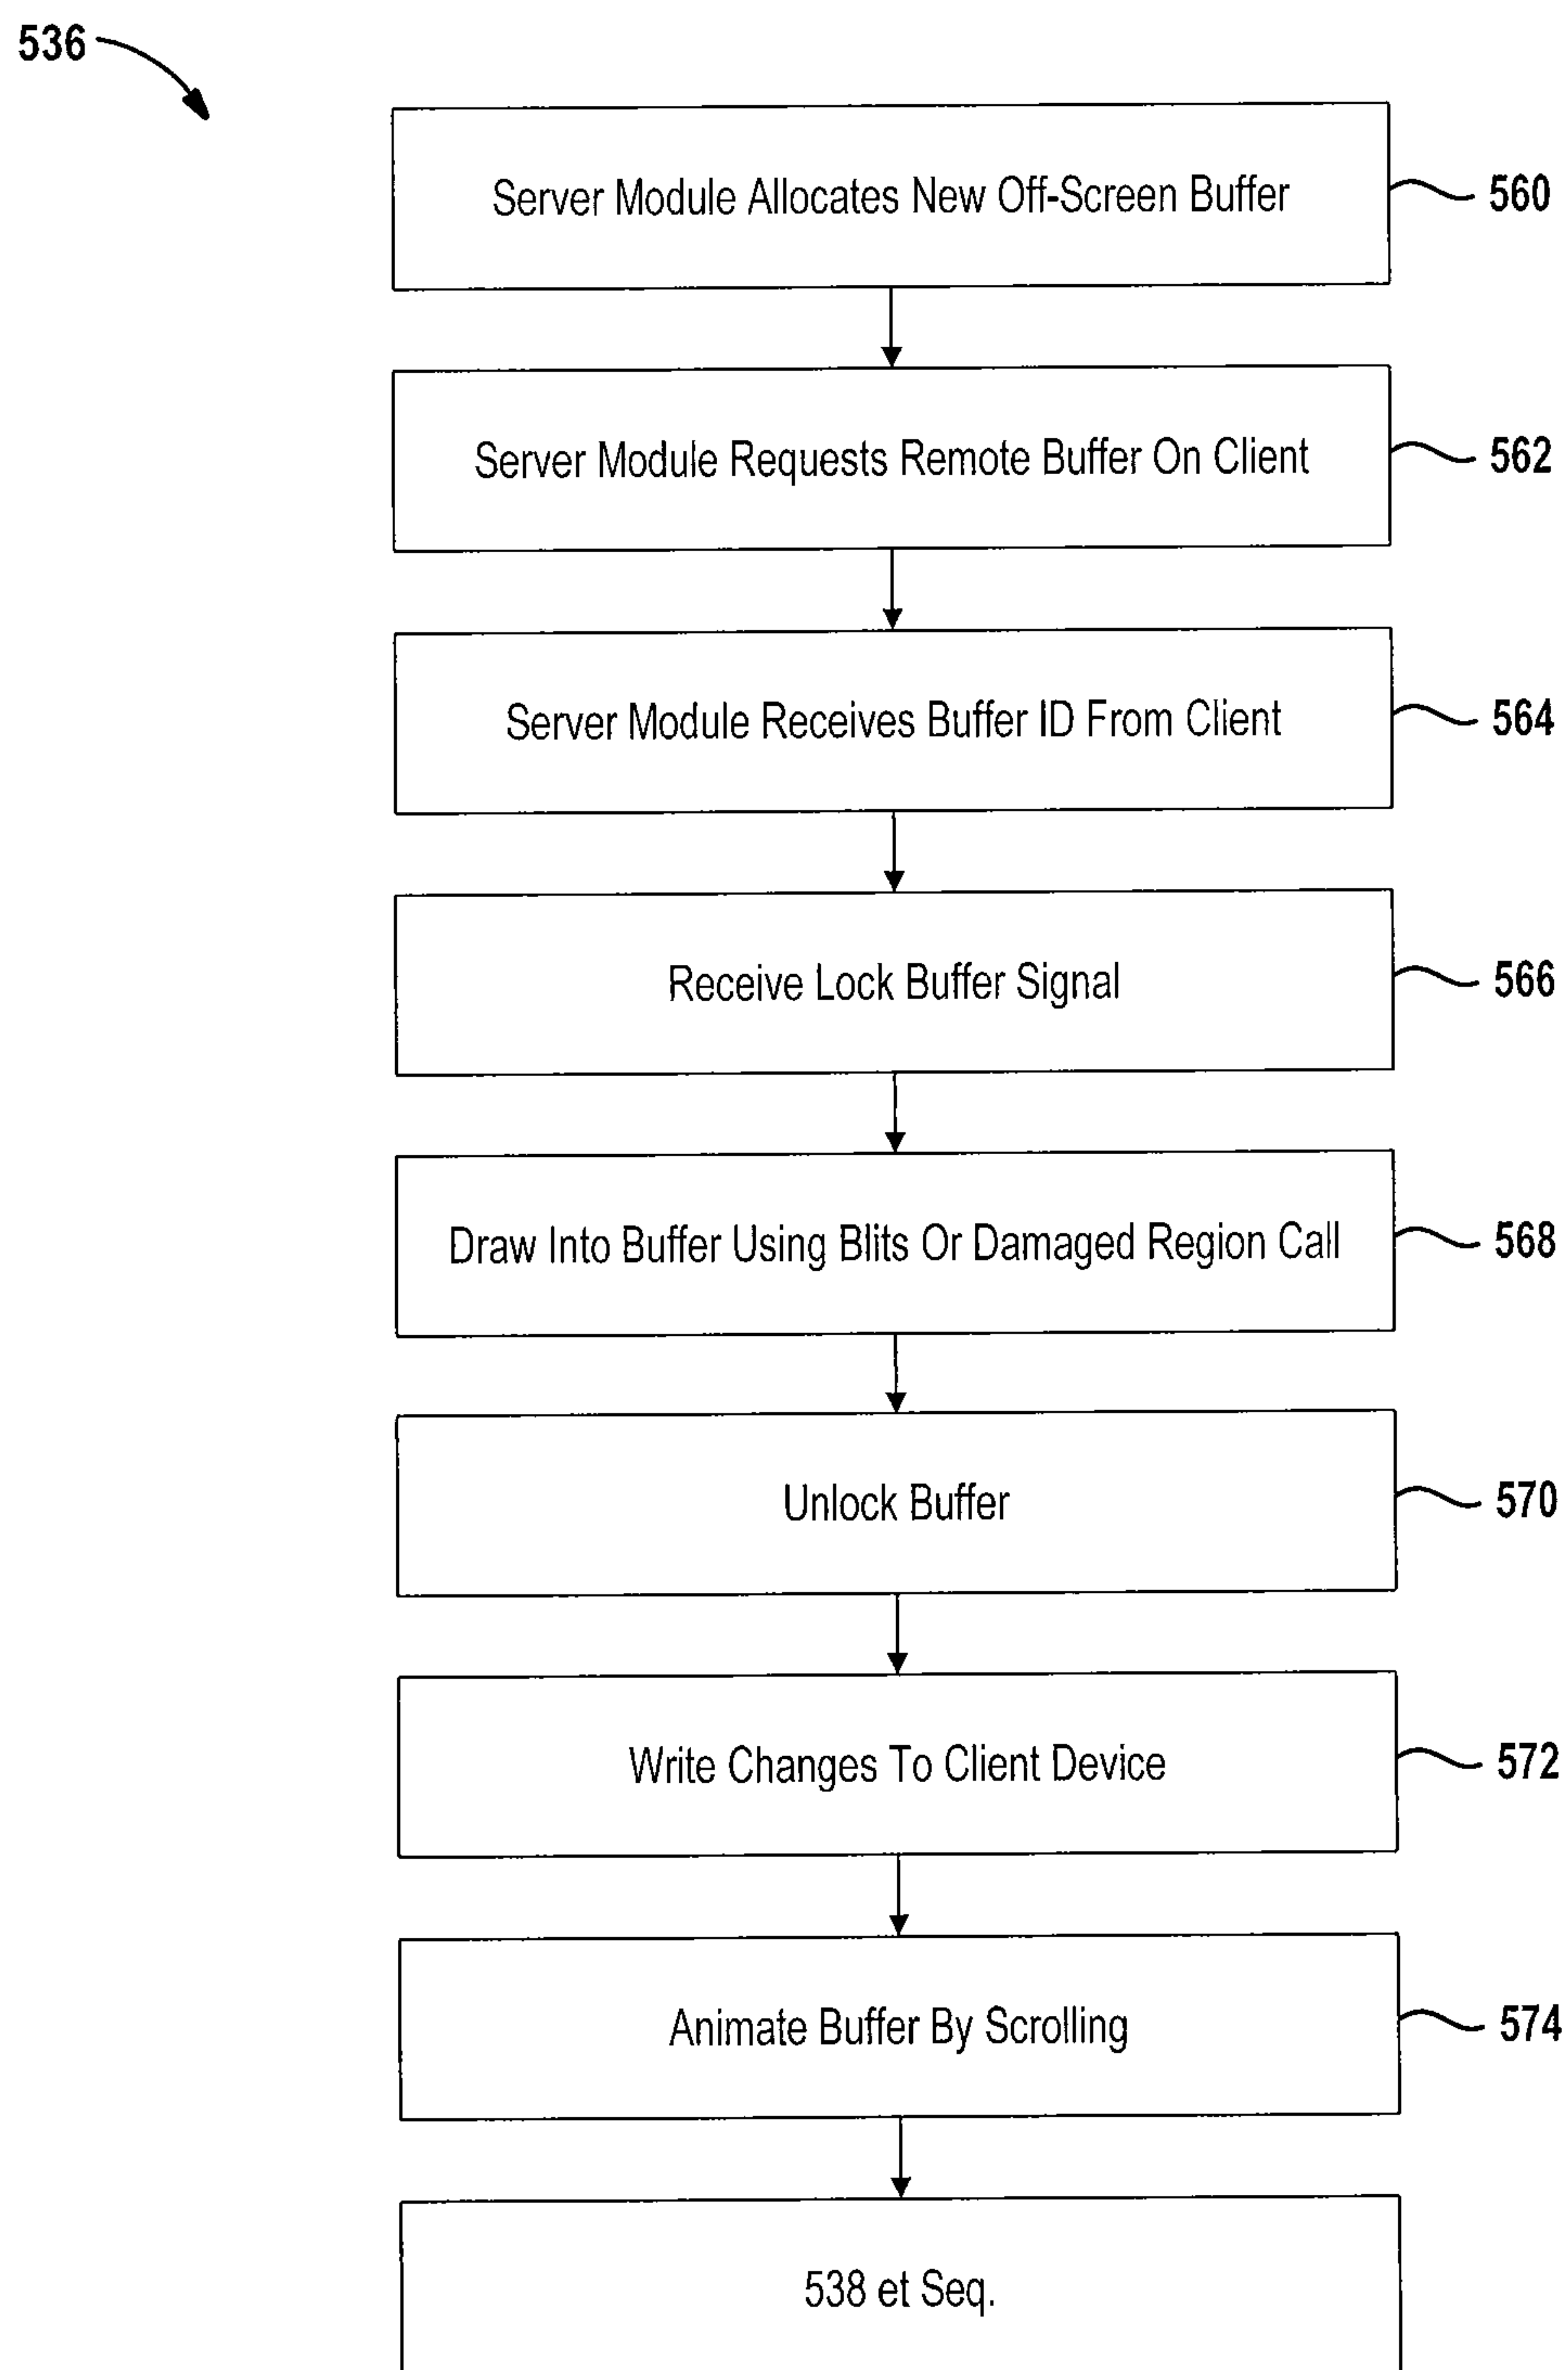 536
Server Module Allocates New Off-Screen Buffer
560
Server Module Requests Remote Buffer On Client
562
Server Module Receives Buffer ID From Client
564
Receive Lock Buffer Signal
566
Draw Into Buffer Using Blits Or Damaged Region Call
568
Unlock Buffer
570
Write Changes To Client Device
572
Animate Buffer By Scrolling
574
538 et Seq.